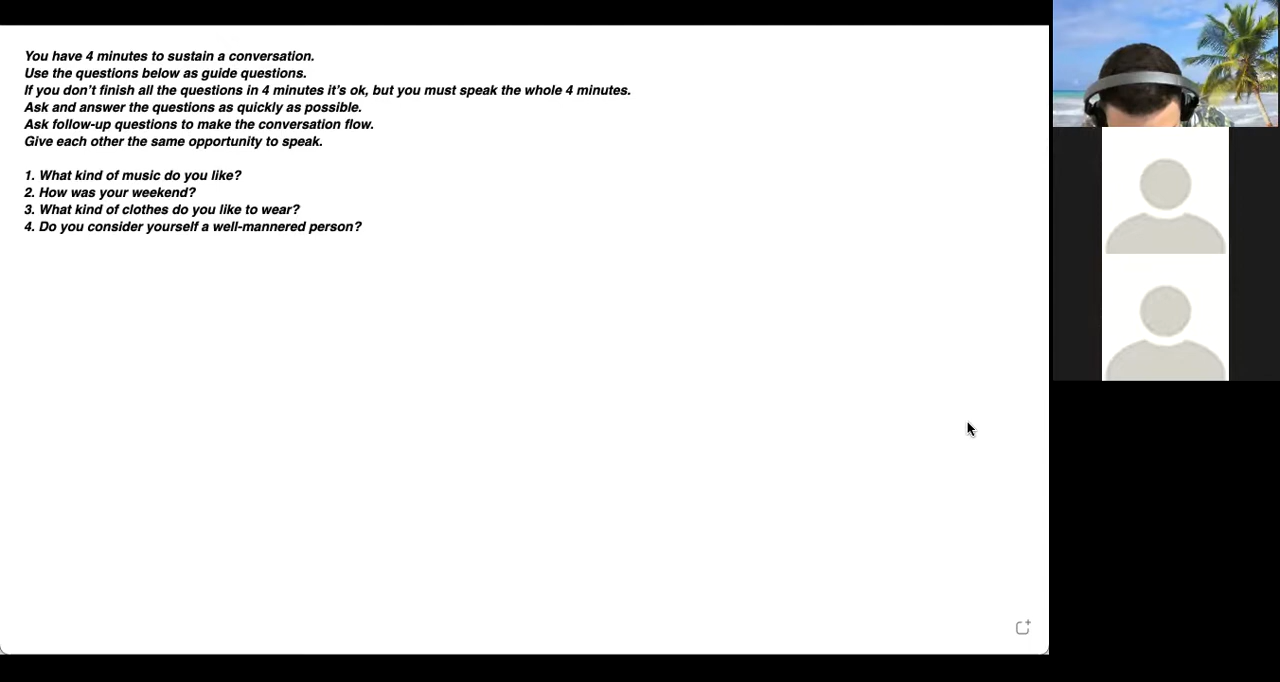 You have 4 minutes to sustain a conversation.
Use the questions below as guide questions.
If you don’t finish all the questions in 4 minutes it’s ok, but you must speak the whole 4 minutes.
Ask and answer the questions as quickly as possible.
Ask follow-up questions to make the conversation flow.
Give each other the same opportunity to speak.
1. What kind of music do you like?
2. How was your weekend?
3. What kind of clothes do you like to wear?
4. Do you consider yourself a well-mannered person?